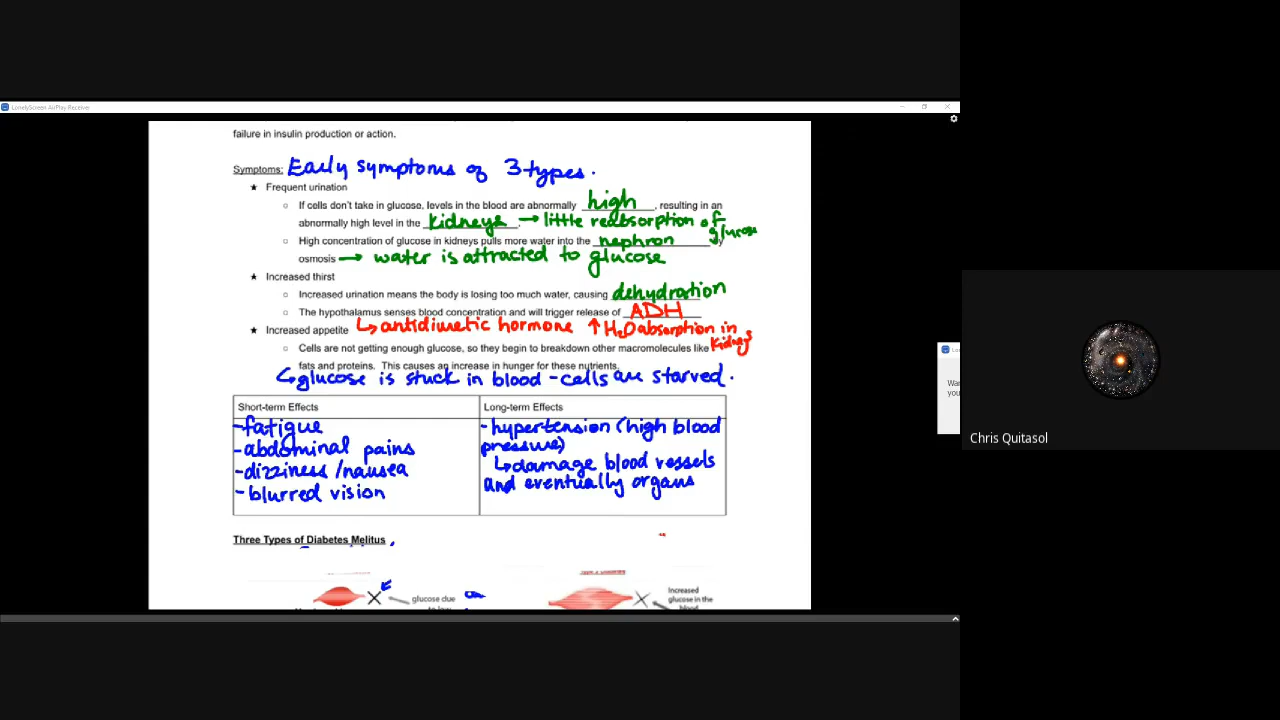 LonelyScreen AirPlay Receiver
failure in insulin production or action.
Symptoms: Early symptoms of 3 types.
★ Frequent urination
If cells don't take in glucose, levels in the blood are abnormally high, resulting in an
abnormally high level in the kidneys. → little reabsorption of glucose
High concentration of glucose in kidneys pulls more water into the nephron by
osmosis → water is attracted to glucose
★ Increased thirst
Increased urination means the body is losing too much water, causing dehydration
The hypothalamus senses blood concentration and will trigger release of ADH
★ Increased appetite ↳ antidiuretic hormone ↑ H2O absorption in kidneys
Cells are not getting enough glucose, so they begin to breakdown other macromolecules like
fats and proteins. This causes an increase in hunger for these nutrients.
↳ glucose is stuck in blood - cells are starved.
Short-term Effects Long-term Effects
-fatigue -hypertension (high blood
-abdominal pains pressure)
-dizziness/nausea ↳ damage blood vessels
-blurred vision and eventually organs
Three Types of Diabetes Melitus
glucose due
Increased
glucose in the
Chris Quitasol